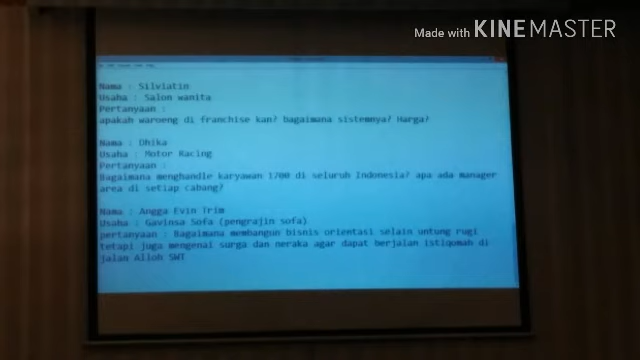 Made with KINEMASTER
Nama : Silviatin
Usaha : Salon wanita
Pertanyaan :
apakah waroeng di franchise kan? bagaimana sistemnya? Harga?
Nama : Dhika
Usaha : Motor Racing
Pertanyaan :
Bagaimana menghandle karyawan 1700 di seluruh Indonesia? apa ada manager
area di setiap cabang?
Nama : Angga Evin Trim
Usaha : Gavinsa Sofa (pengrajin sofa)
pertanyaan : Bagaimana membangun bisnis orientasi selain untung rugi
tetapi juga mengenai surga dan neraka agar dapat berjalan istiqomah di
jalan Alloh SWT